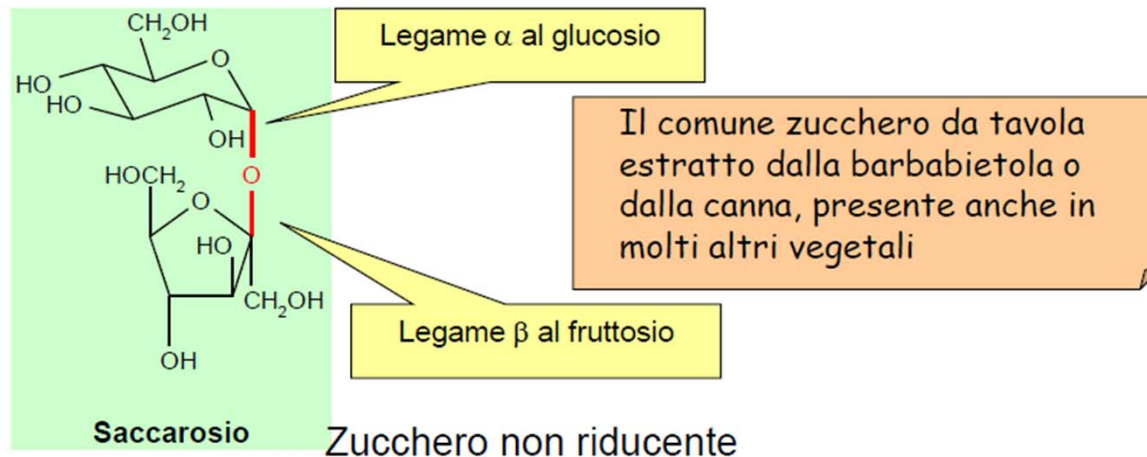 CH₂OH
O
HO
HO
OH
Legame α al glucosio
O
HOCH₂
O
HO
CH₂OH
OH
Legame β al fruttosio
Il comune zucchero da tavola
estratto dalla barbabietola o
dalla canna, presente anche in
molti altri vegetali
Saccarosio
Zucchero non riducente